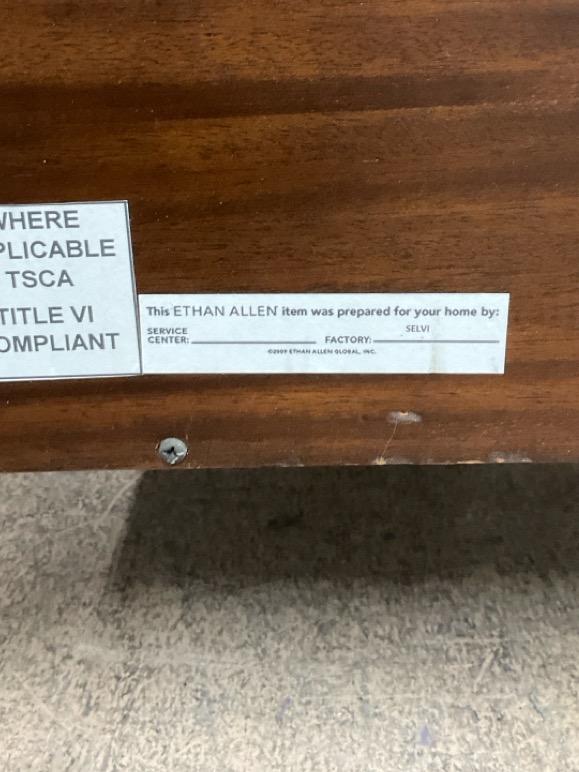 WHERE
PLICABLE
TSCA
TITLE VI
OMPLIANT
This ETHAN ALLEN item was prepared for your home by:
SERVICE
CENTER: FACTORY: SELVI
©2009 ETHAN ALLEN GLOBAL, INC.